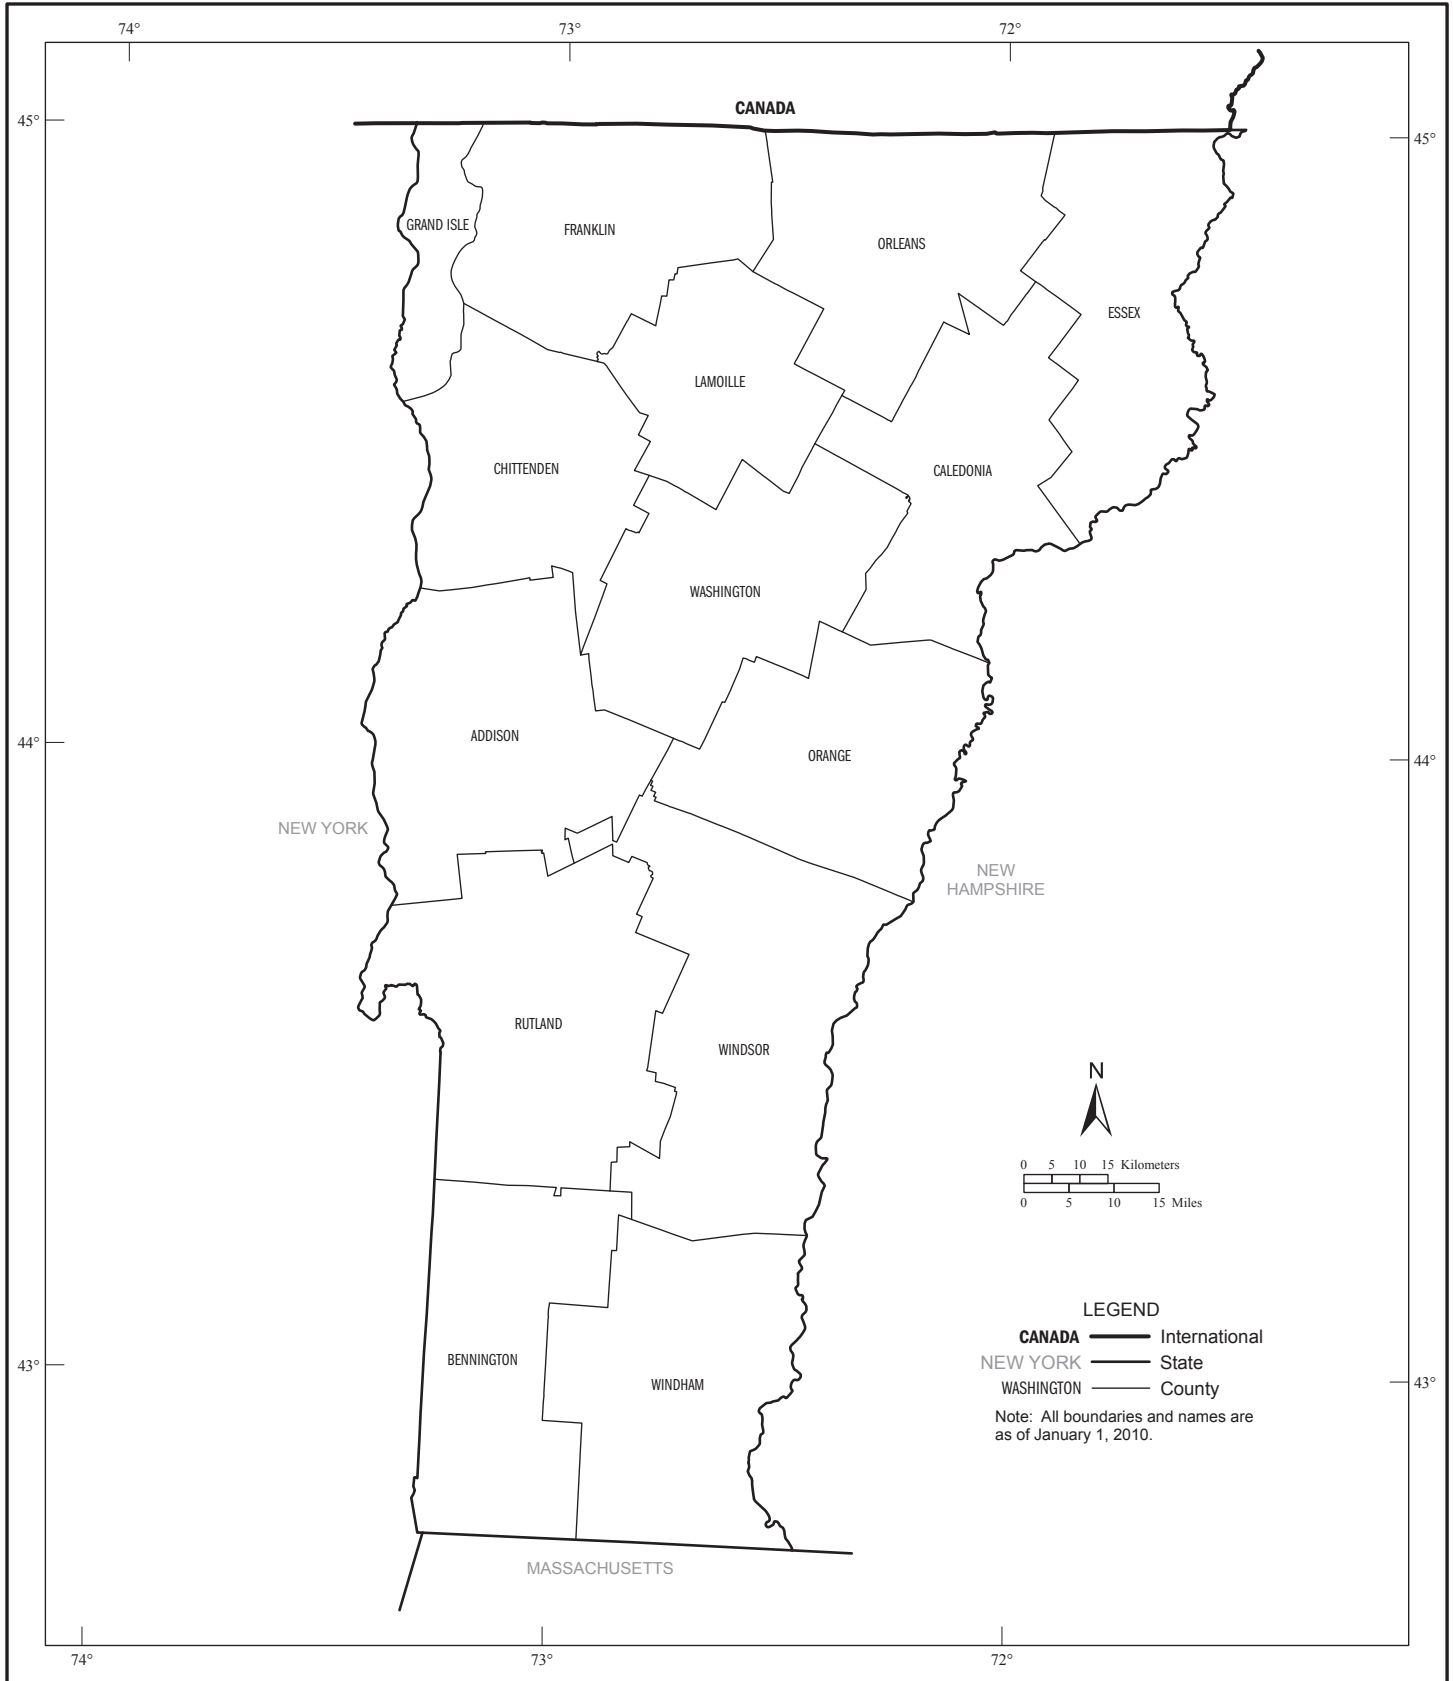 74°
73°
72°
CANADA
45°
45°
GRAND ISLE
FRANKLIN
ORLEANS
ESSEX
LAMOILLE
CHITTENDEN
CALEDONIA
WASHINGTON
ADDISON
44°
ORANGE
44°
NEW YORK
NEW
HAMPSHIRE
RUTLAND
WINDSOR
N
0 5 10 15 Kilometers
0 5 10 15 Miles
LEGEND
CANADA International
NEW YORK State
WASHINGTON County
Note: All boundaries and names are
as of January 1, 2010.
43°
BENNINGTON
WINDHAM
43°
MASSACHUSETTS
74°
73°
72°